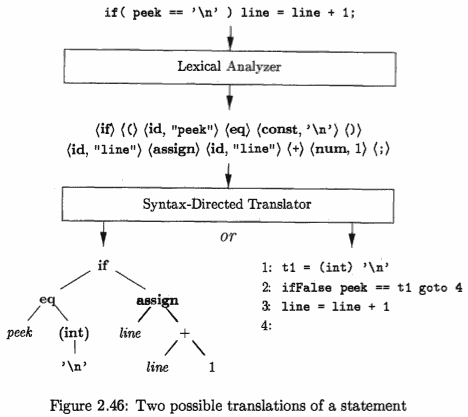 if( peek == '\n' ) line = line + 1;
Lexical Analyzer
⟨if⟩ ⟨(⟩ ⟨id, "peek"⟩ ⟨eq⟩ ⟨const, '\n'⟩ ⟨)⟩
⟨id, "line"⟩ ⟨assign⟩ ⟨id, "line"⟩ ⟨+⟩ ⟨num, 1⟩ ⟨;⟩
Syntax-Directed Translator
or
if
eq
assign
peek
(int)
line
+
'\n'
line
1
1: t1 = (int) '\n'
2: ifFalse peek == t1 goto 4
3: line = line + 1
4:
Figure 2.46: Two possible translations of a statement